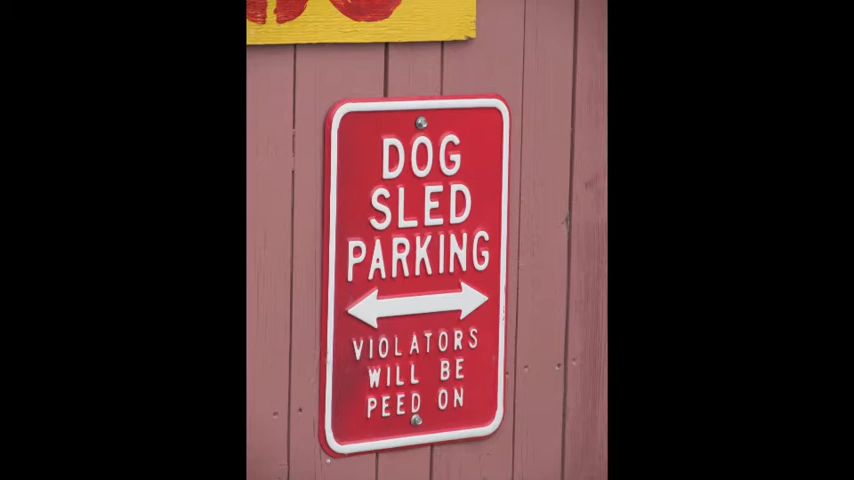 DOG
SLED
PARKING
VIOLATORS
WILL BE
PEED ON